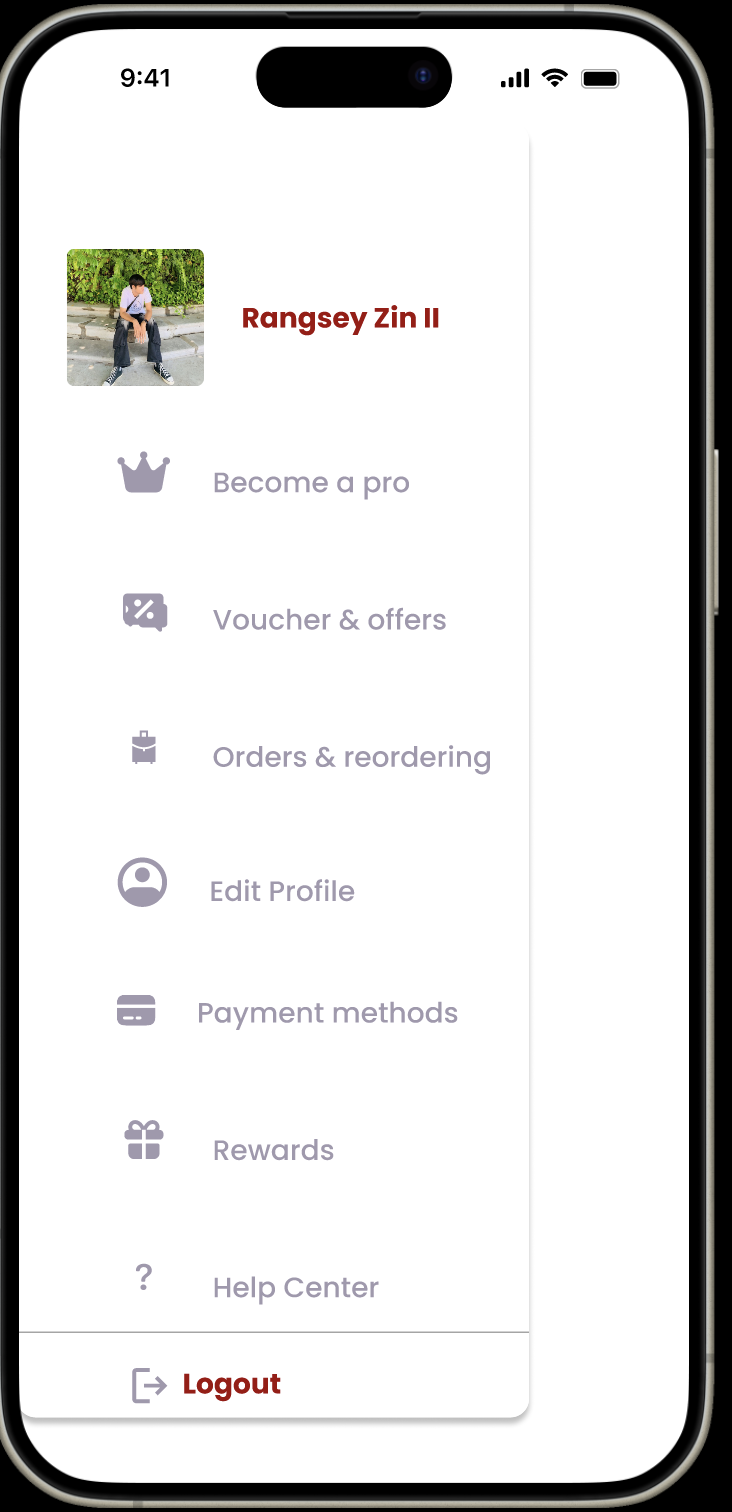 9:41
Rangsey Zin II
Become a pro
Voucher & offers
Orders & reordering
Edit Profile
Payment methods
Rewards
Help Center
Logout